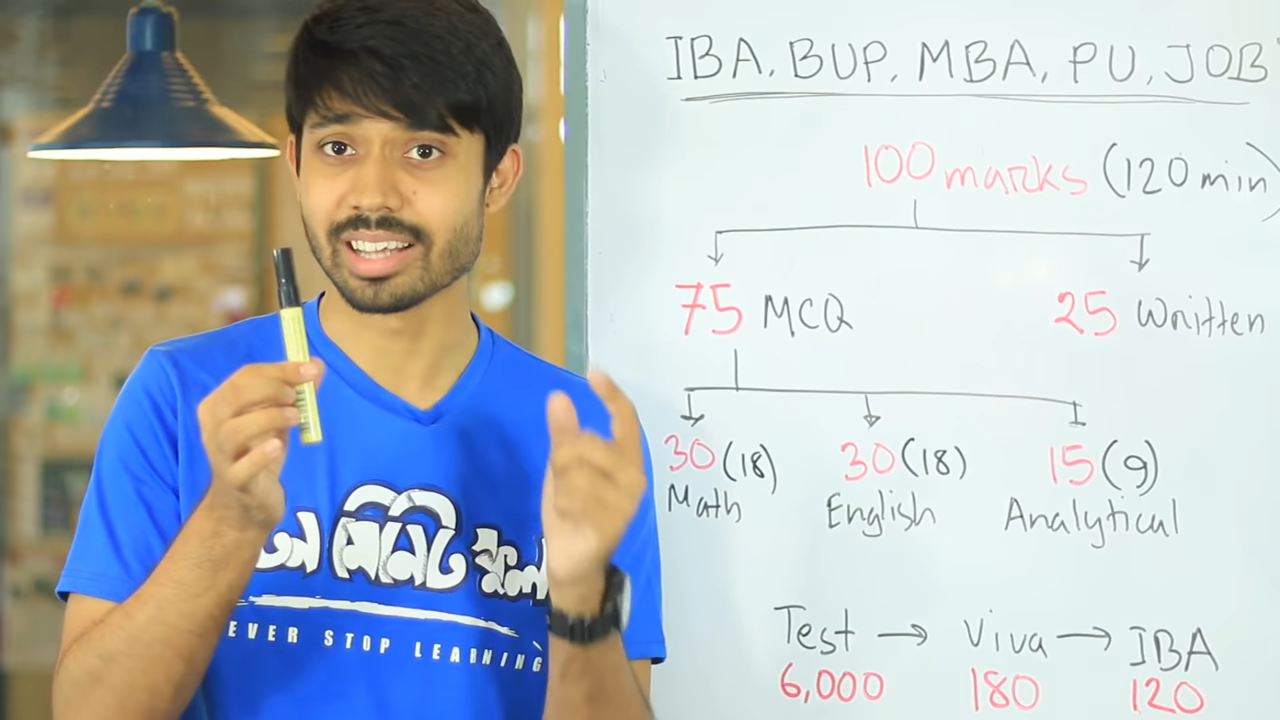 IBA, BUP, MBA, PU, JOB
100 marks (120 min)
75 MCQ
25 Written
30 (18) 30 (18) 15 (9)
Math English Analytical
Test → Viva → IBA
6,000 180 120
মিনিট স্কুল
EVER STOP LEARNING